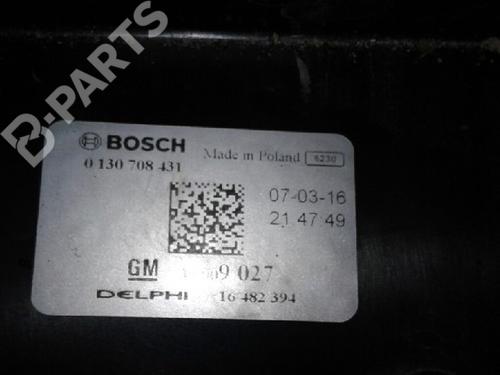 B-PARTS
BOSCH
0 130 708 431
Made in Poland 6230
07-03-16
21 47 49
GM 9 027
DELPHI 16 482 394